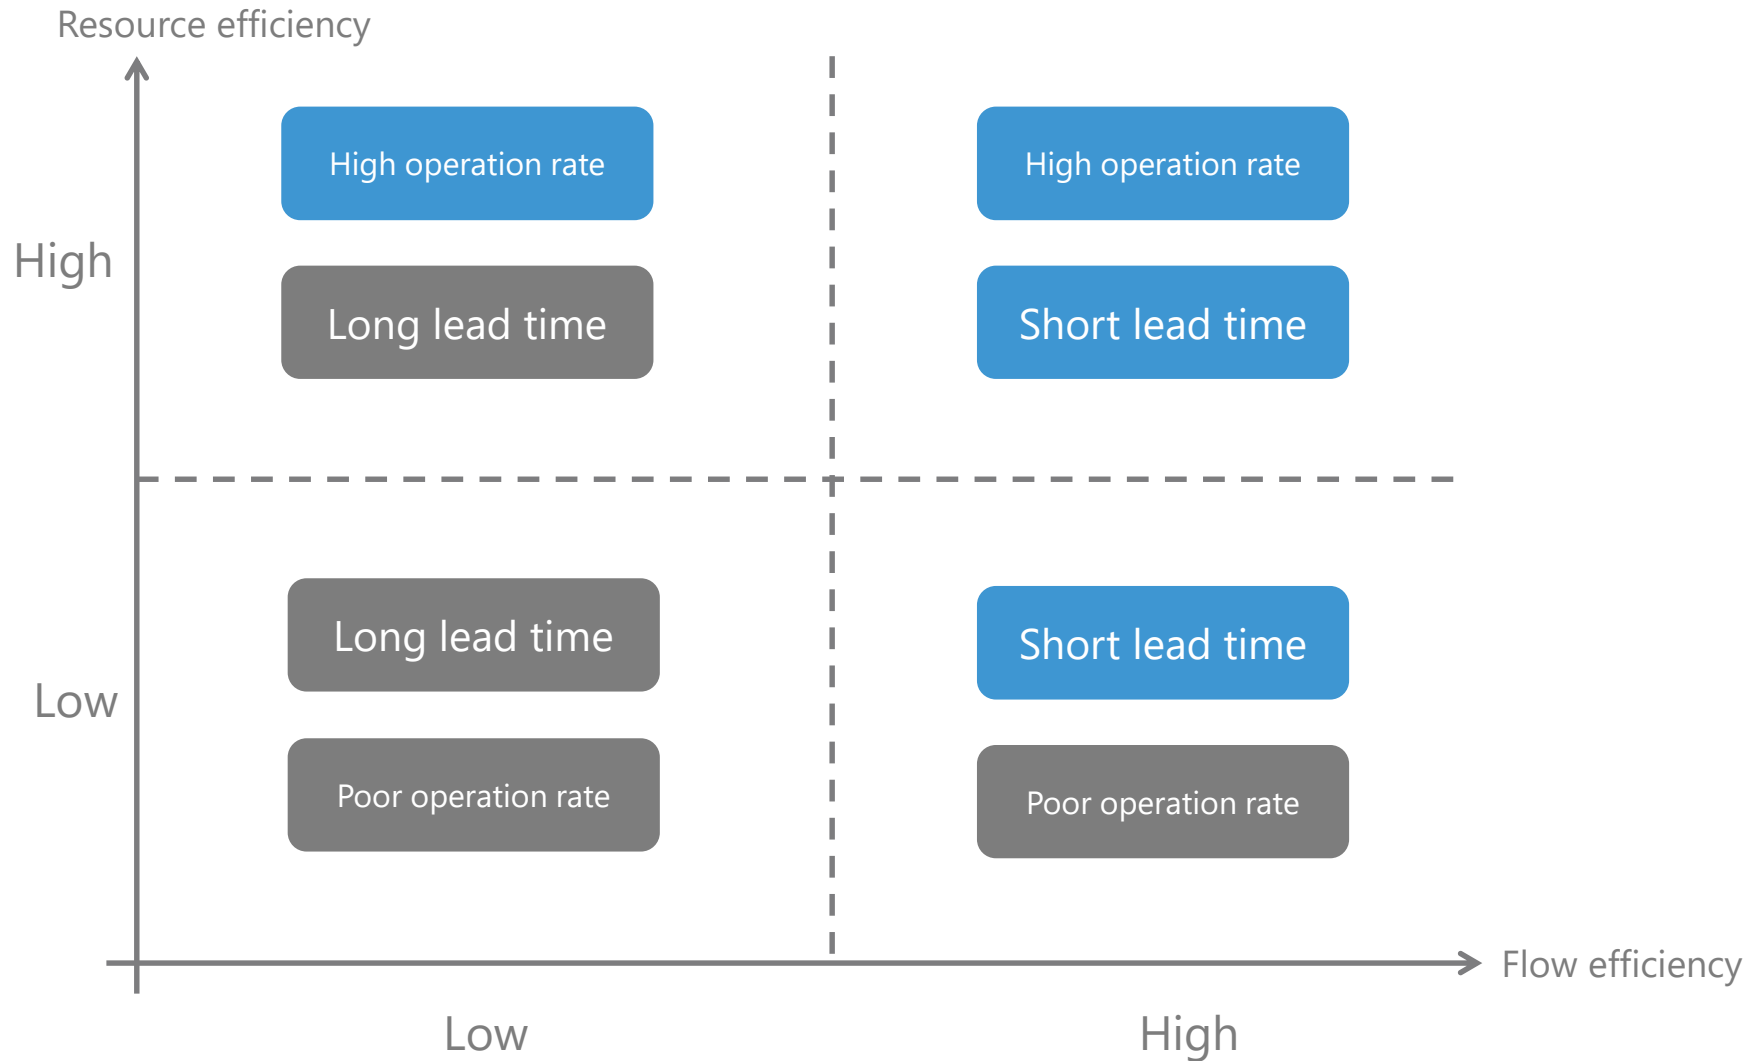 Resource efficiency
High operation rate
High operation rate
High
Long lead time
Short lead time
Long lead time
Short lead time
Low
Poor operation rate
Poor operation rate
Flow efficiency
Low
High